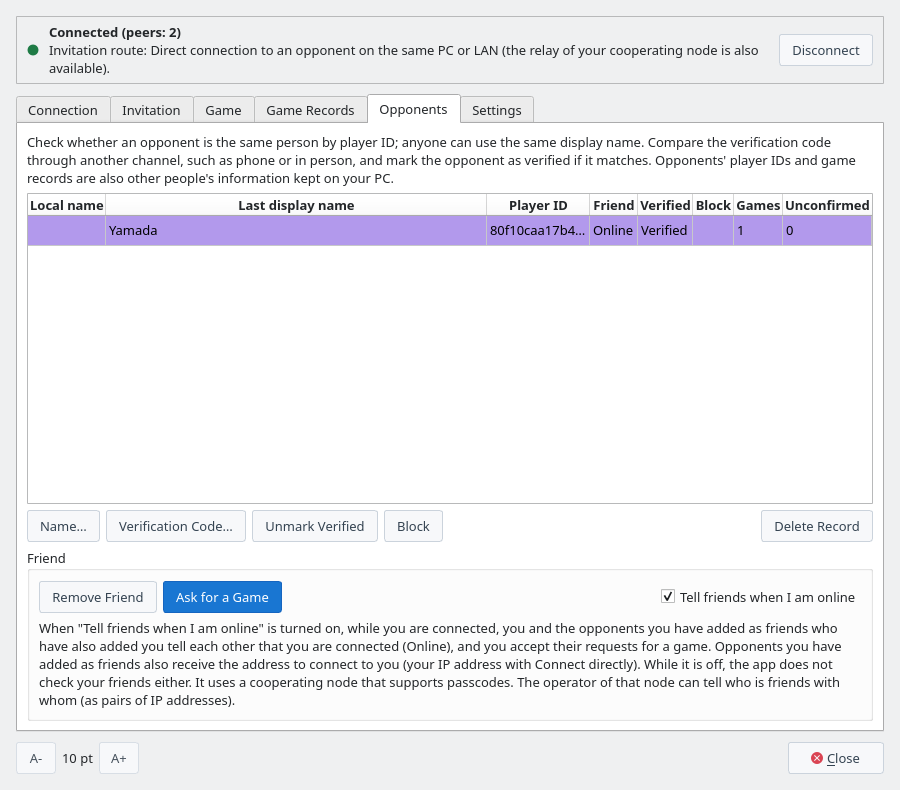 Connected (peers: 2)
Invitation route: Direct connection to an opponent on the same PC or LAN (the relay of your cooperating node is also
available).
Disconnect
Connection
Invitation
Game
Game Records
Opponents
Settings
Check whether an opponent is the same person by player ID; anyone can use the same display name. Compare the verification code
through another channel, such as phone or in person, and mark the opponent as verified if it matches. Opponents' player IDs and game
records are also other people's information kept on your PC.
Local name Last display name Player ID Friend Verified Block Games Unconfirmed
Yamada 80f10caa17b4... Online Verified 1 0
Name... Verification Code... Unmark Verified Block Delete Record
Friend
Remove Friend Ask for a Game Tell friends when I am online
When "Tell friends when I am online" is turned on, while you are connected, you and the opponents you have added as friends who
have also added you tell each other that you are connected (Online), and you accept their requests for a game. Opponents you have
added as friends also receive the address to connect to you (your IP address with Connect directly). While it is off, the app does not
check your friends either. It uses a cooperating node that supports passcodes. The operator of that node can tell who is friends with
whom (as pairs of IP addresses).
A- 10 pt A+ Close